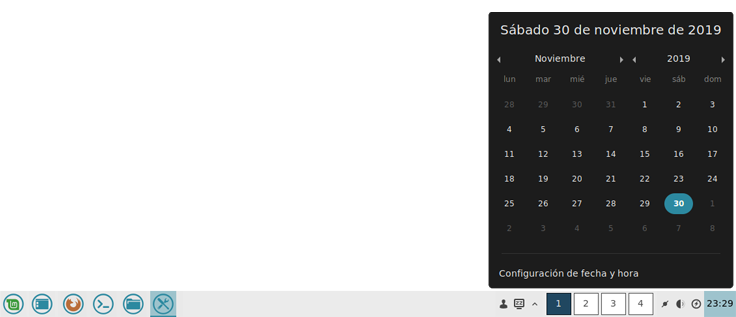 Sábado 30 de noviembre de 2019
Noviembre 2019
lun mar mié jue vie sáb dom
28 29 30 31 1 2 3
4 5 6 7 8 9 10
11 12 13 14 15 16 17
18 19 20 21 22 23 24
25 26 27 28 29 30 1
2 3 4 5 6 7 8
Configuración de fecha y hora
1 2 3 4 23:29